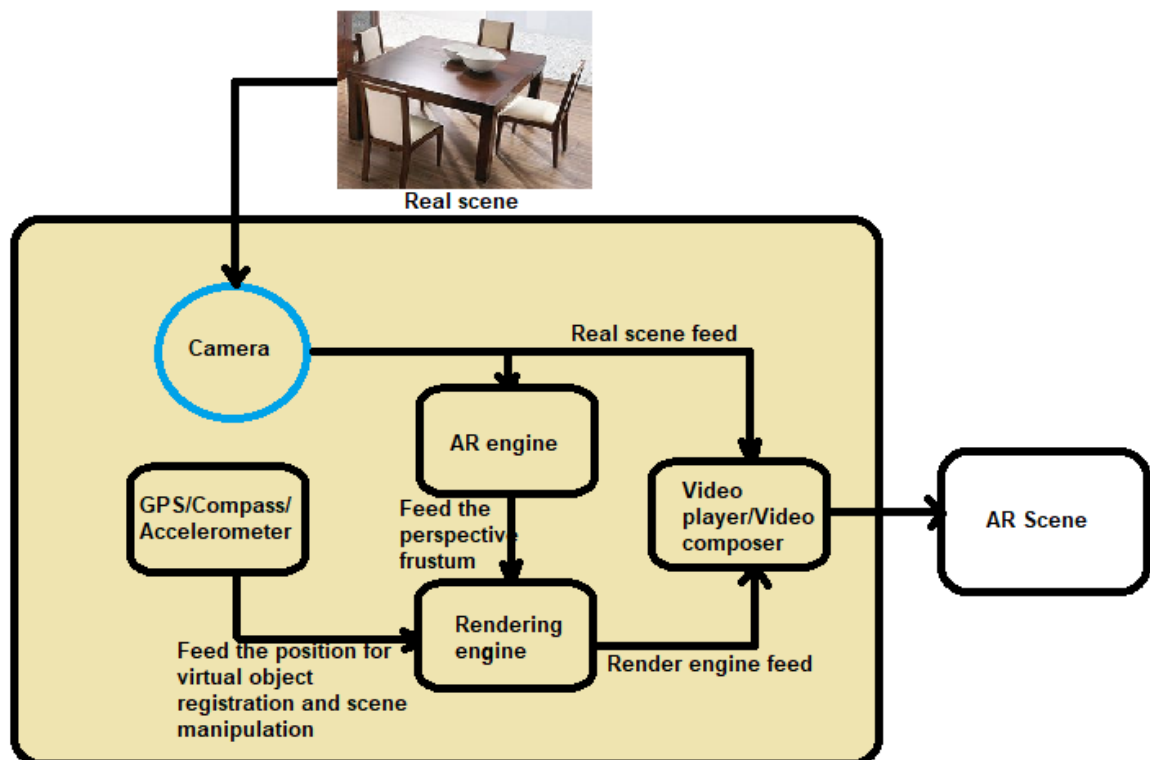 Real scene
Real scene feed
Camera
AR engine
GPS/Compass/
Accelerometer
Video
player/Video
composer
AR Scene
Feed the
perspective
frustum
Rendering
engine
Feed the position for
virtual object
registration and scene
manipulation
Render engine feed